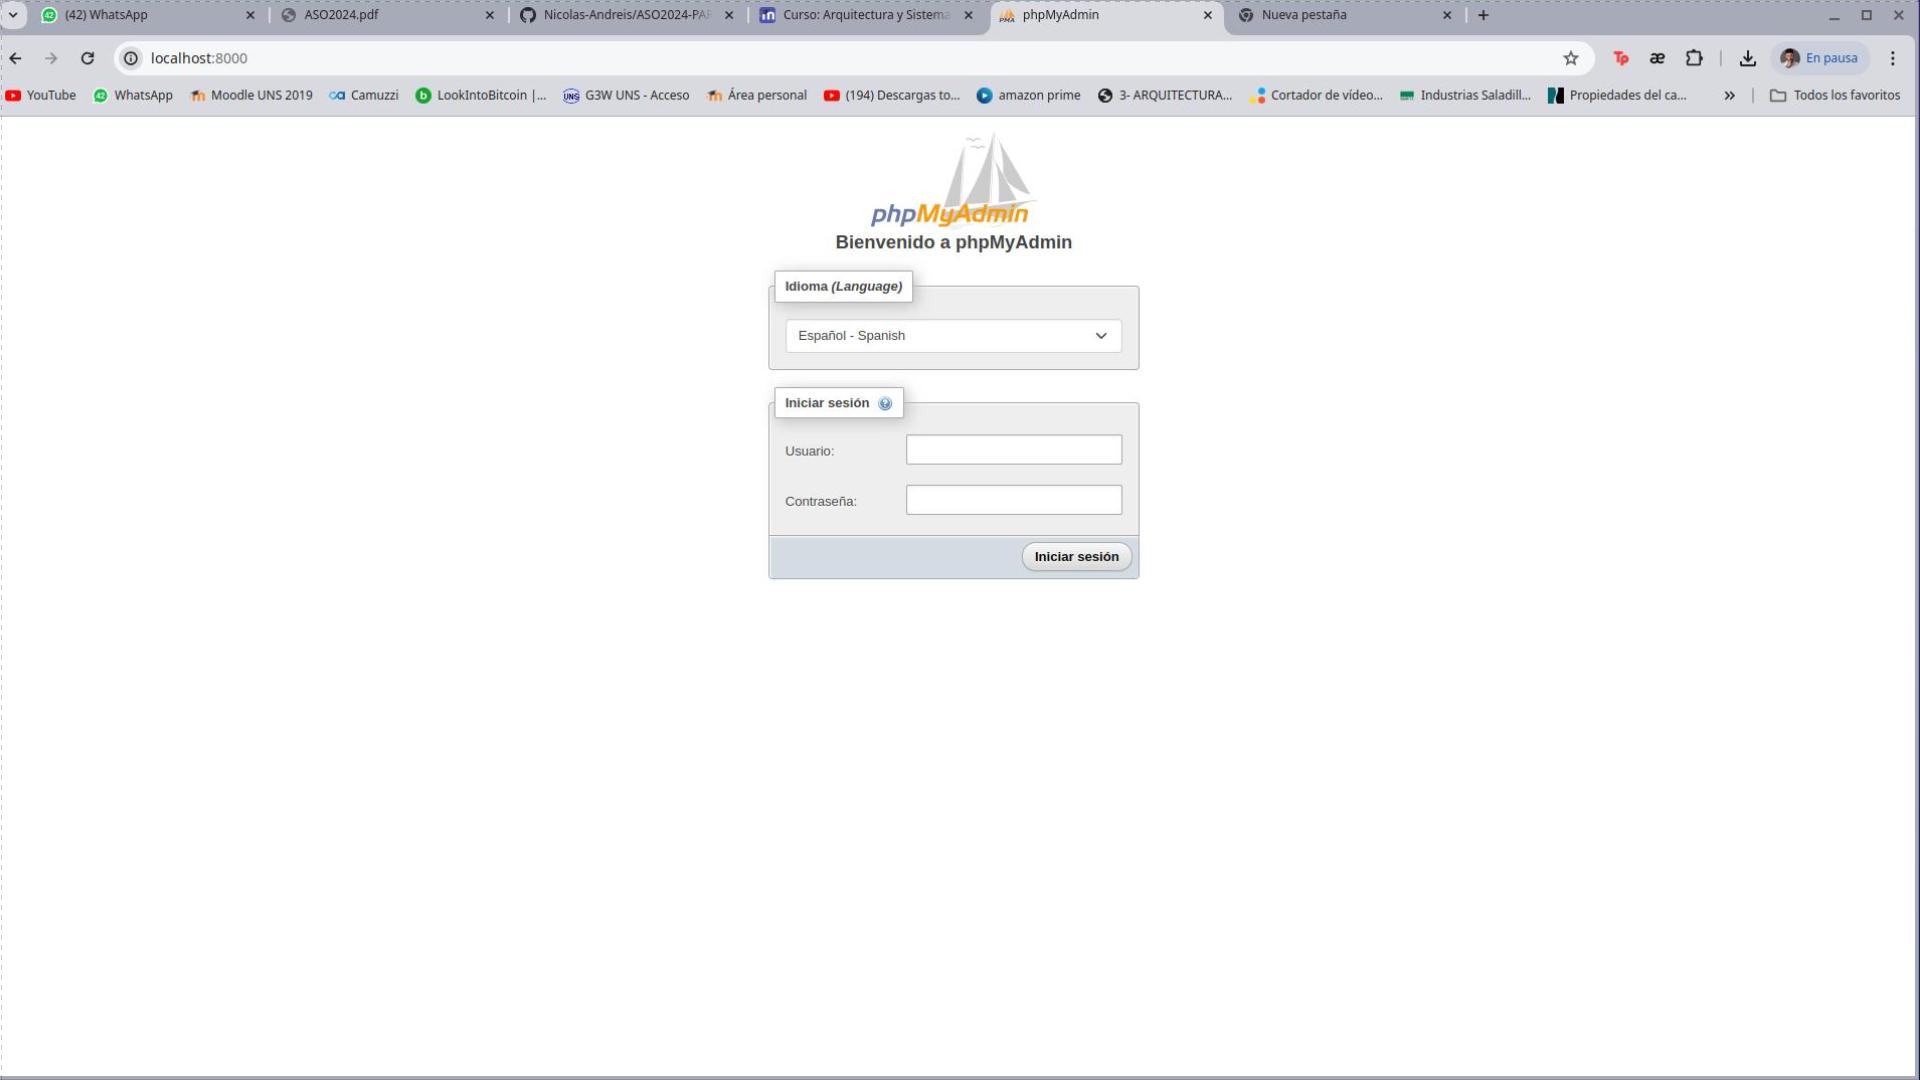 (42) WhatsApp
ASO2024.pdf
Nicolas-Andreis/ASO2024-PAR
Curso: Arquitectura y Sistema
phpMyAdmin
Nueva pestaña
localhost:8000
Tp
æ
En pausa
YouTube
WhatsApp
Moodle UNS 2019
Camuzzi
LookIntoBitcoin |...
G3W UNS - Acceso
Área personal
(194) Descargas to...
amazon prime
3- ARQUITECTURA...
Cortador de vídeo...
Industrias Saladill...
Propiedades del ca...
Todos los favoritos
phpMyAdmin
Bienvenido a phpMyAdmin
Idioma (Language)
Español - Spanish
Iniciar sesión
Usuario:
Contraseña:
Iniciar sesión